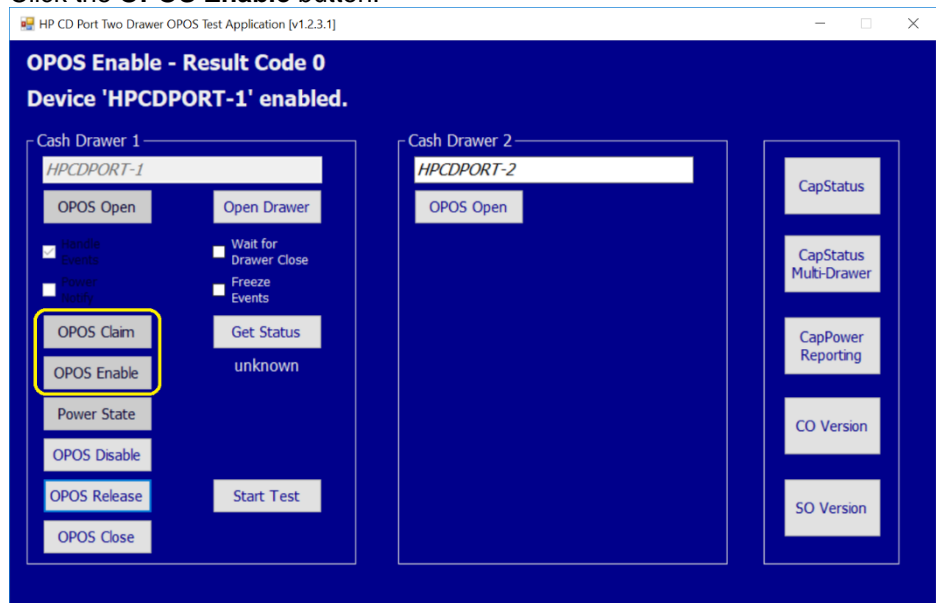 Click the OPOS Enable button.
HP CD Port Two Drawer OPOS Test Application [v1.2.3.1]
OPOS Enable - Result Code 0
Device 'HPCDPORT-1' enabled.
Cash Drawer 1
HPCDPORT-1
OPOS Open
Open Drawer
Handle
Events
Wait for
Drawer Close
Power
Notify
Freeze
Events
OPOS Claim
Get Status
OPOS Enable
unknown
Power State
OPOS Disable
OPOS Release
Start Test
OPOS Close
Cash Drawer 2
HPCDPORT-2
OPOS Open
CapStatus
CapStatus
Multi-Drawer
CapPower
Reporting
CO Version
SO Version